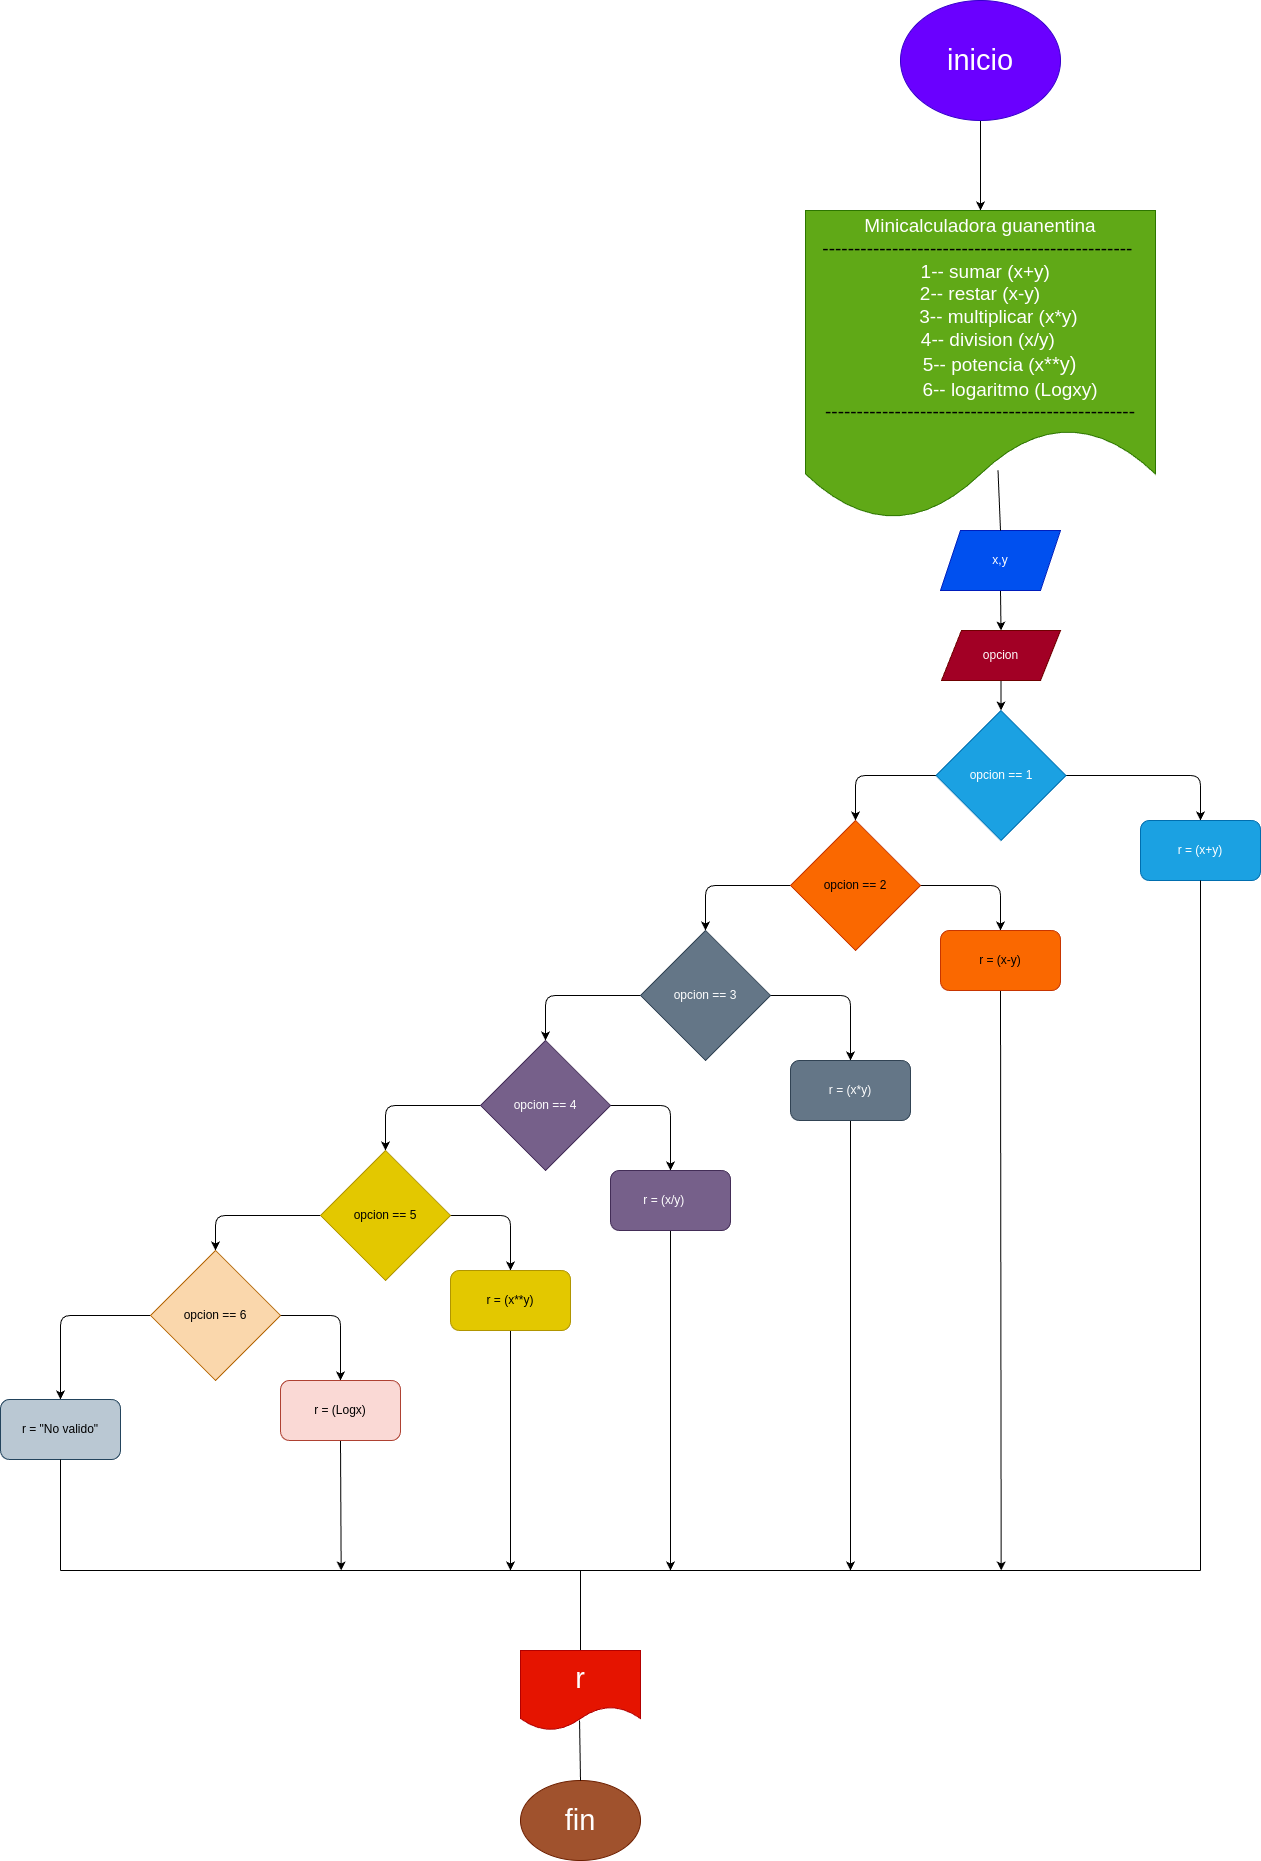 inicio
Minicalculadora guanentina
-------------------------------------------------
1-- sumar (x+y)
2-- restar (x-y)
3-- multiplicar (x*y)
4-- division (x/y)
5-- potencia (x**y)
6-- logaritmo (Logxy)
-------------------------------------------------
x,y
opcion
opcion == 1
r = (x+y)
opcion == 2
r = (x-y)
opcion == 3
r = (x*y)
opcion == 4
r = (x/y)
opcion == 5
r = (x**y)
opcion == 6
r = (Logx)
r = "No valido"
r
fin